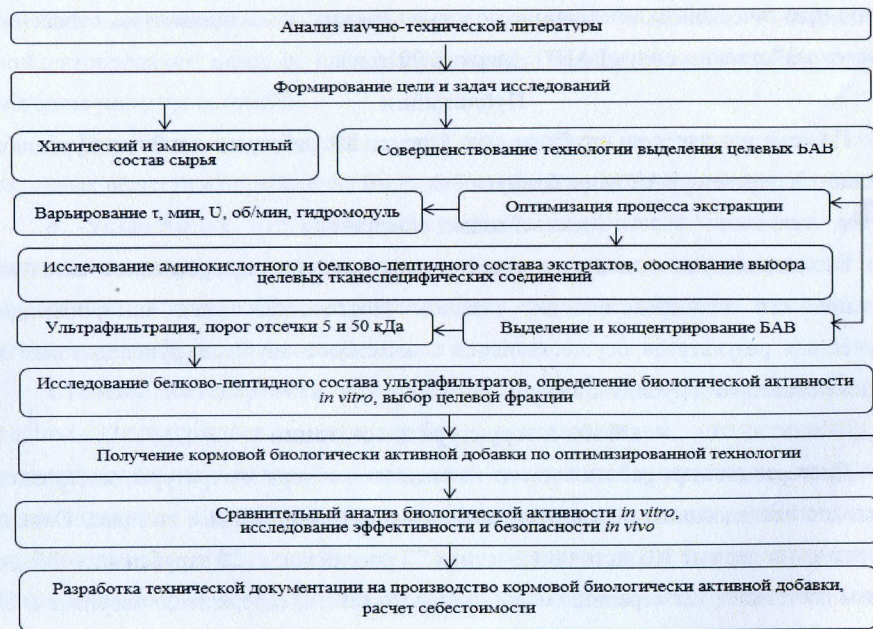 Анализ научно-технической литературы
Формирование цели и задач исследований
Химический и аминокислотный
состав сырья
Совершенствование технологии выделения целевых БАВ
Варьирование τ, мин, U, об/мин, гидромодуль
Оптимизация процесса экстракции
Исследование аминокислотного и белково-пептидного состава экстрактов, обоснование выбора
целевых тканеспецифических соединений
Ультрафильтрация, порог отсечки 5 и 50 кДа
Выделение и концентрирование БАВ
Исследование белково-пептидного состава ультрафильтратов, определение биологической активности
in vitro, выбор целевой фракции
Получение кормовой биологически активной добавки по оптимизированной технологии
Сравнительный анализ биологической активности in vitro,
исследование эффективности и безопасности in vivo
Разработка технической документации на производство кормовой биологически активной добавки,
расчет себестоимости